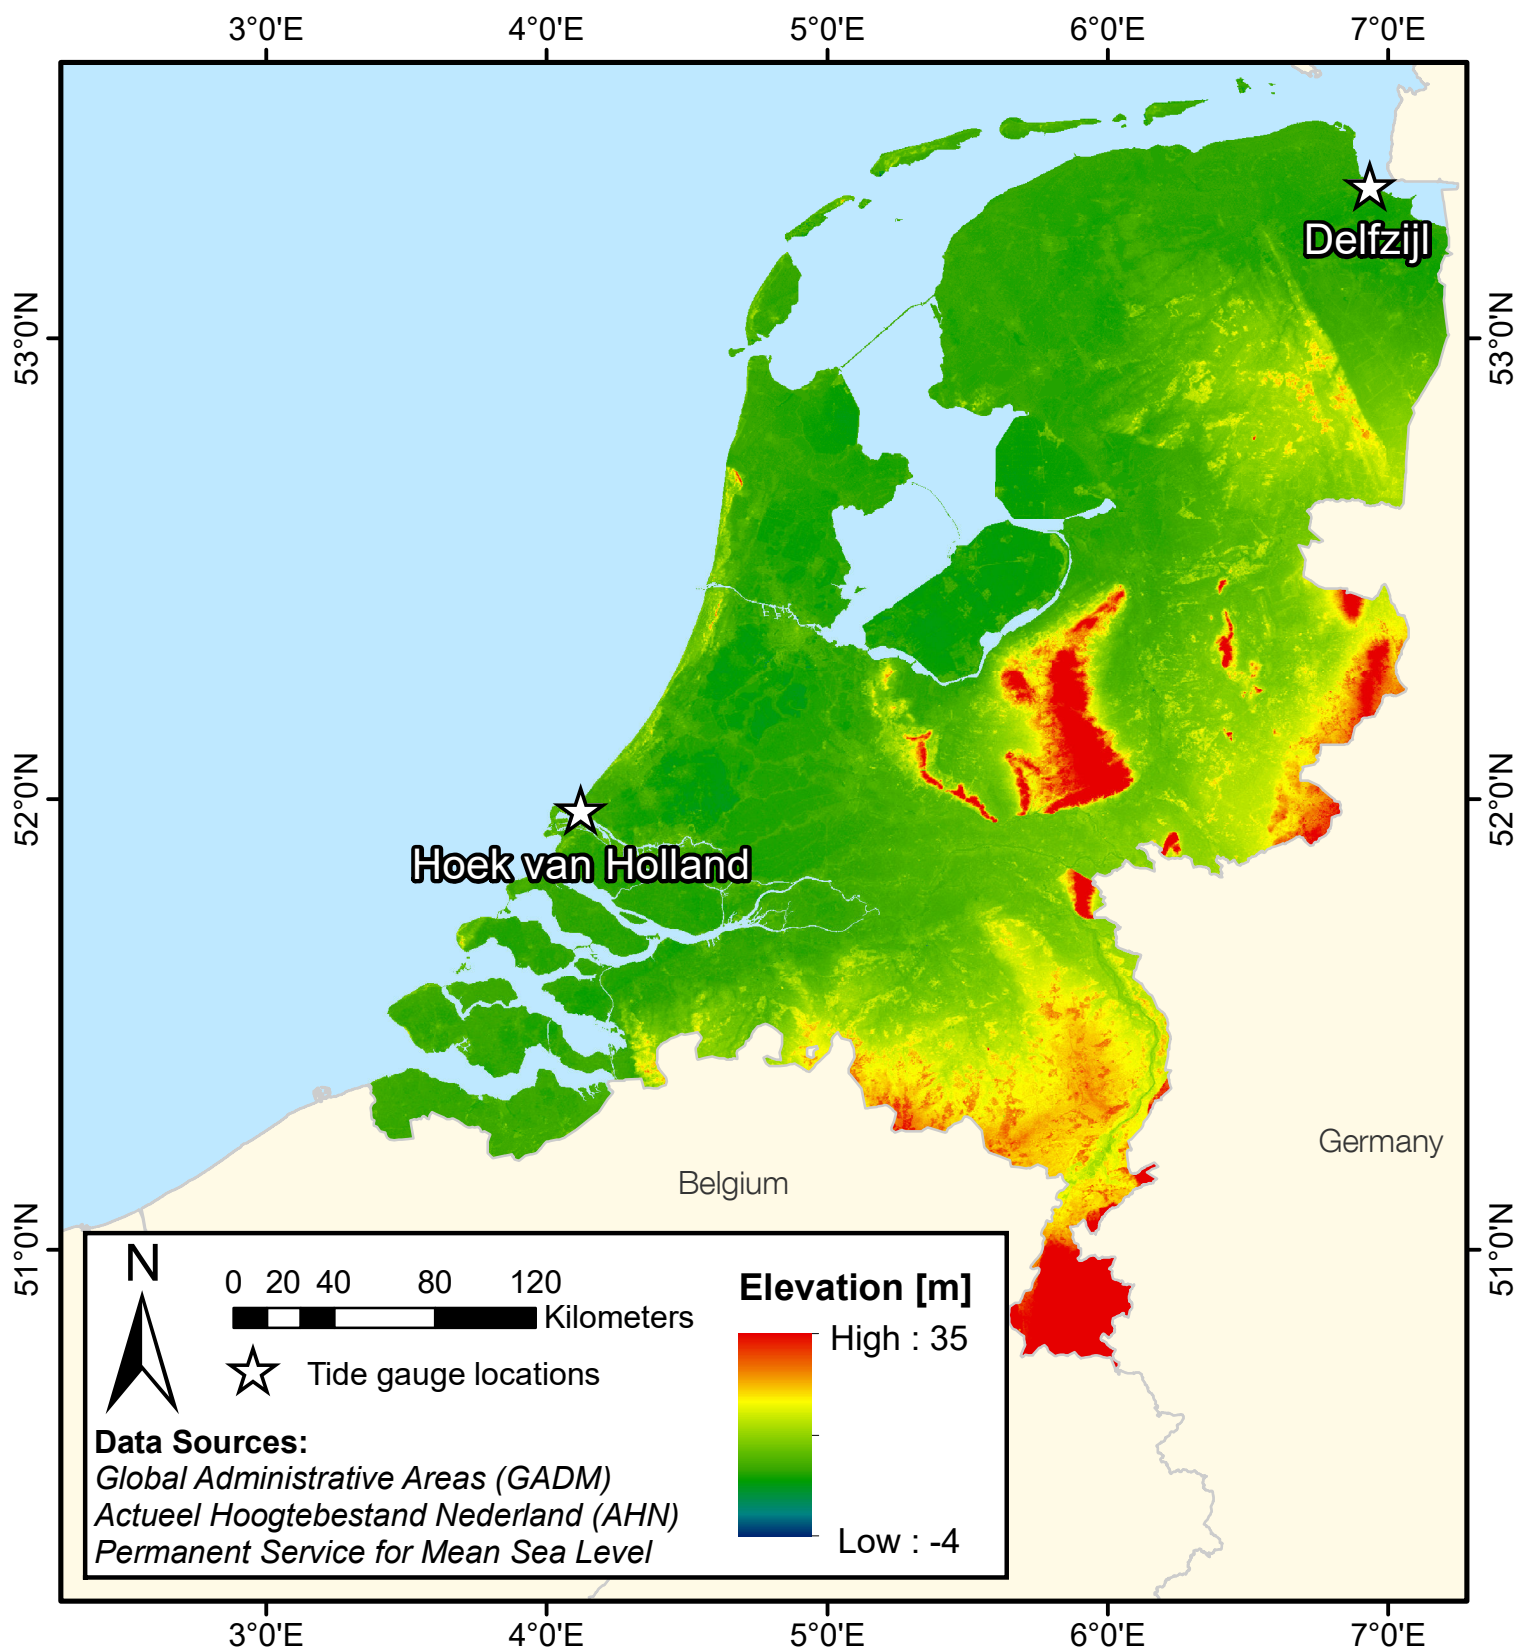 3°0'E 4°0'E 5°0'E 6°0'E 7°0'E
Delfzijl
53°0'N 53°0'N
52°0'N 52°0'N
Hoek van Holland
Germany
Belgium
51°0'N 51°0'N
N
0 20 40 80 120
Kilometers
Tide gauge locations
Data Sources:
Global Administrative Areas (GADM)
Actueel Hoogtebestand Nederland (AHN)
Permanent Service for Mean Sea Level
Elevation [m]
High : 35
Low : -4
3°0'E 4°0'E 5°0'E 6°0'E 7°0'E